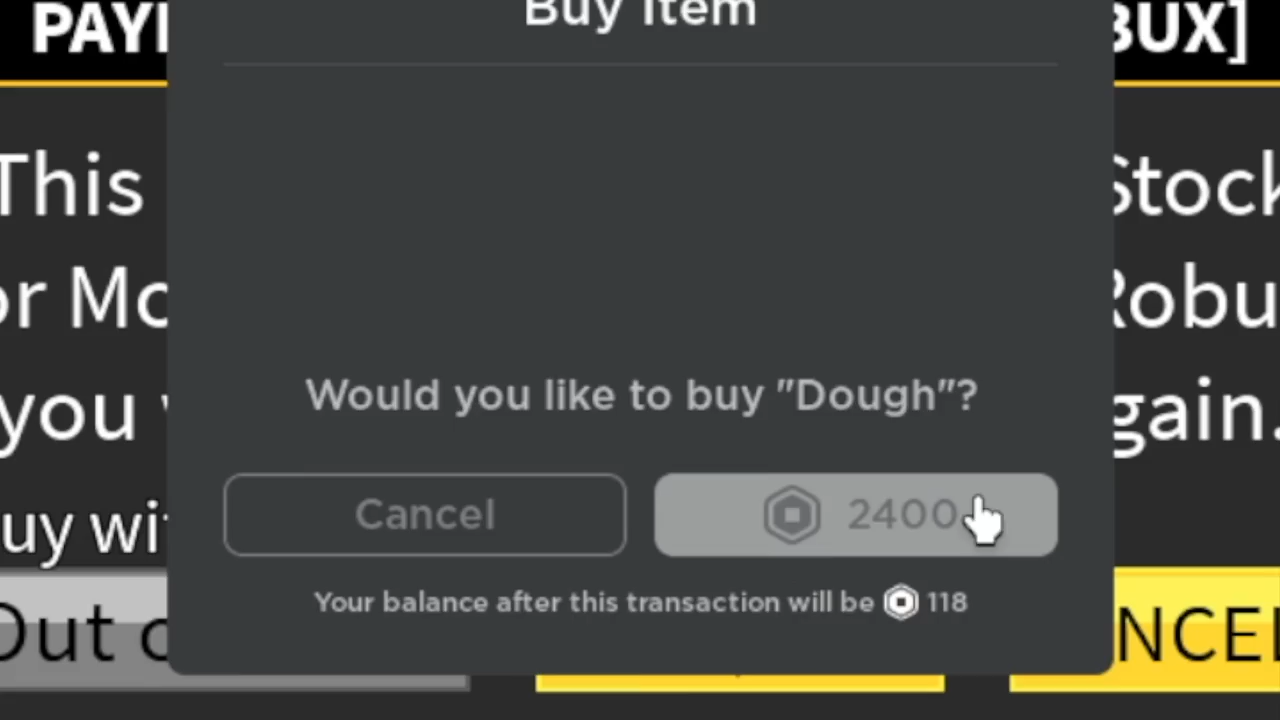 PAY
Buy Item
BUX]
This
Stock
or Mo
Robu
Would you like to buy "Dough"?
you
gain.
Cancel
2400
uy wi
Your balance after this transaction will be 118
Out o
NCEL